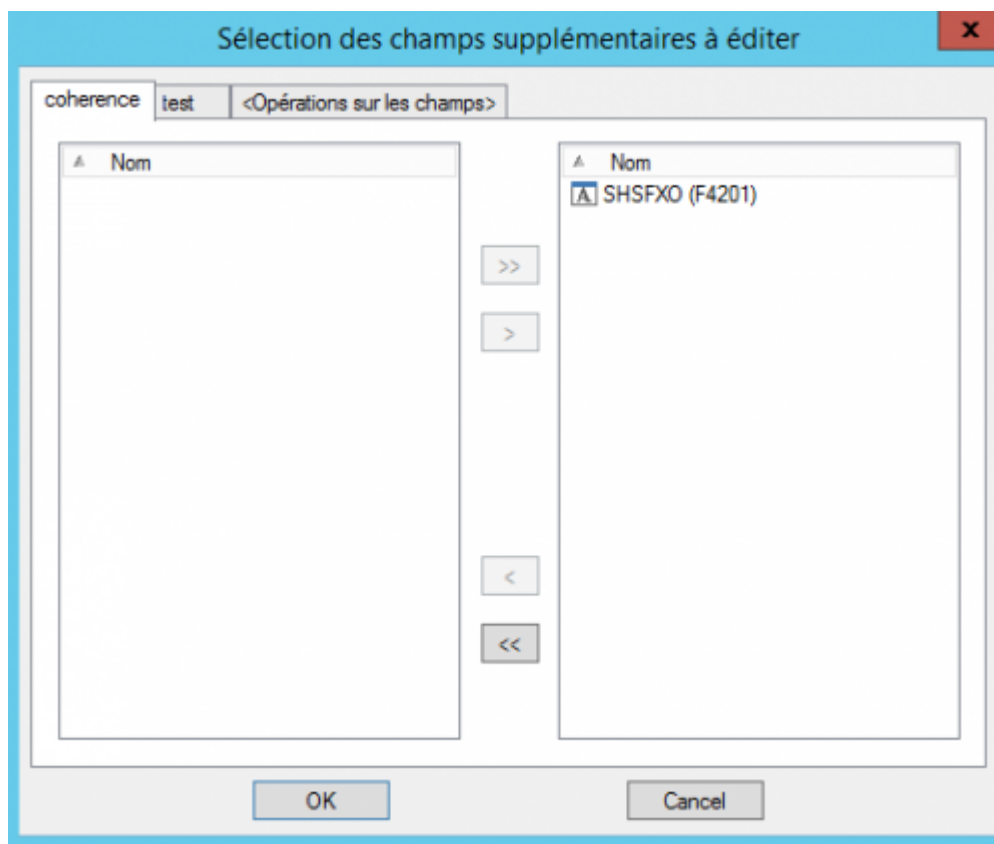 Sélection des champs supplémentaires à éditer
x
coherence test <Opérations sur les champs>
Nom Nom
SHSFXO (F4201)
>>
>
<
<<
OK Cancel